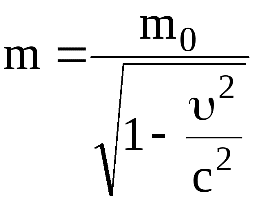 m = m₀ / √(1 - υ² / c²)